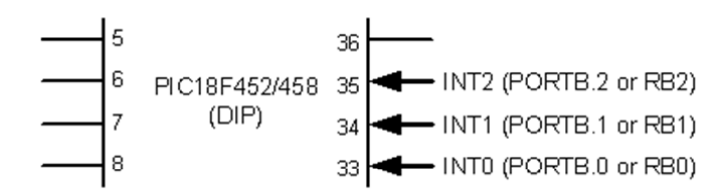 5
36
6
PIC18F452/458
35
INT2 (PORTB.2 or RB2)
7
(DIP)
34
INT1 (PORTB.1 or RB1)
8
33
INT0 (PORTB.0 or RB0)